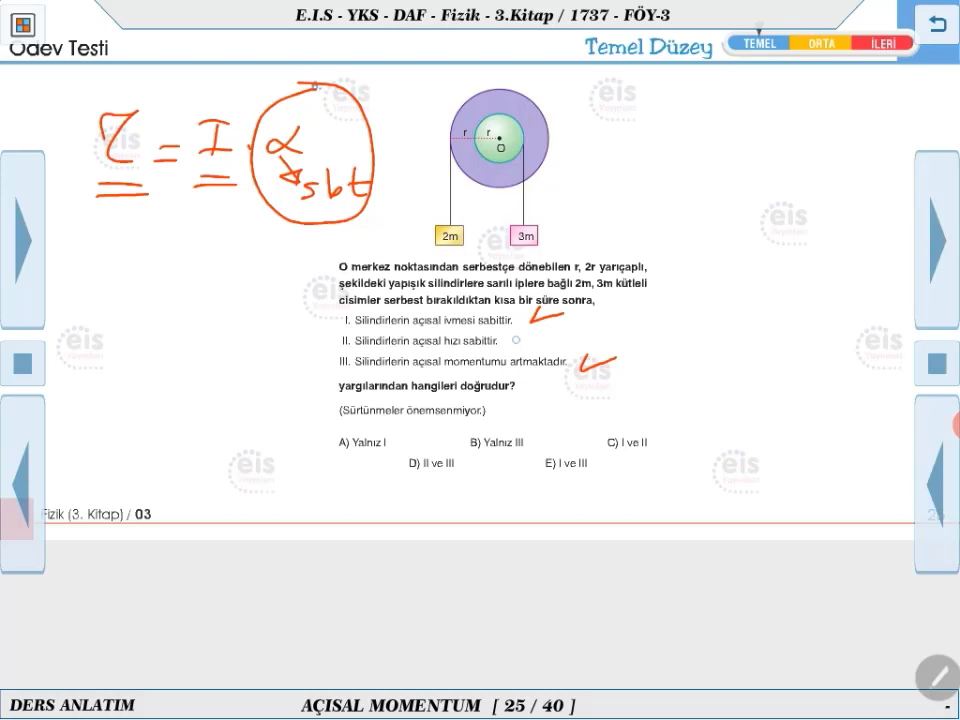 E.I.S - YKS - DAF - Fizik - 3.Kitap / 1737 - FÖY-3
Ödev Testi
Temel Düzey
TEMEL ORTA İLERİ
τ = I . α
sbt
r r
O
2m 3m
O merkez noktasından serbestçe dönebilen r, 2r yarıçaplı,
şekildeki yapışık silindirlere sarılı iplere bağlı 2m, 3m kütleli
cisimler serbest bırakıldıktan kısa bir süre sonra,
I. Silindirlerin açısal ivmesi sabittir.
II. Silindirlerin açısal hızı sabittir.
III. Silindirlerin açısal momentumu artmaktadır.
yargılarından hangileri doğrudur?
(Sürtünmeler önemsenmiyor.)
A) Yalnız I B) Yalnız III C) I ve II
D) II ve III E) I ve III
eis
Yayınları
Fizik (3. Kitap) / 03
25
DERS ANLATIM
AÇISAL MOMENTUM [ 25 / 40 ]
-